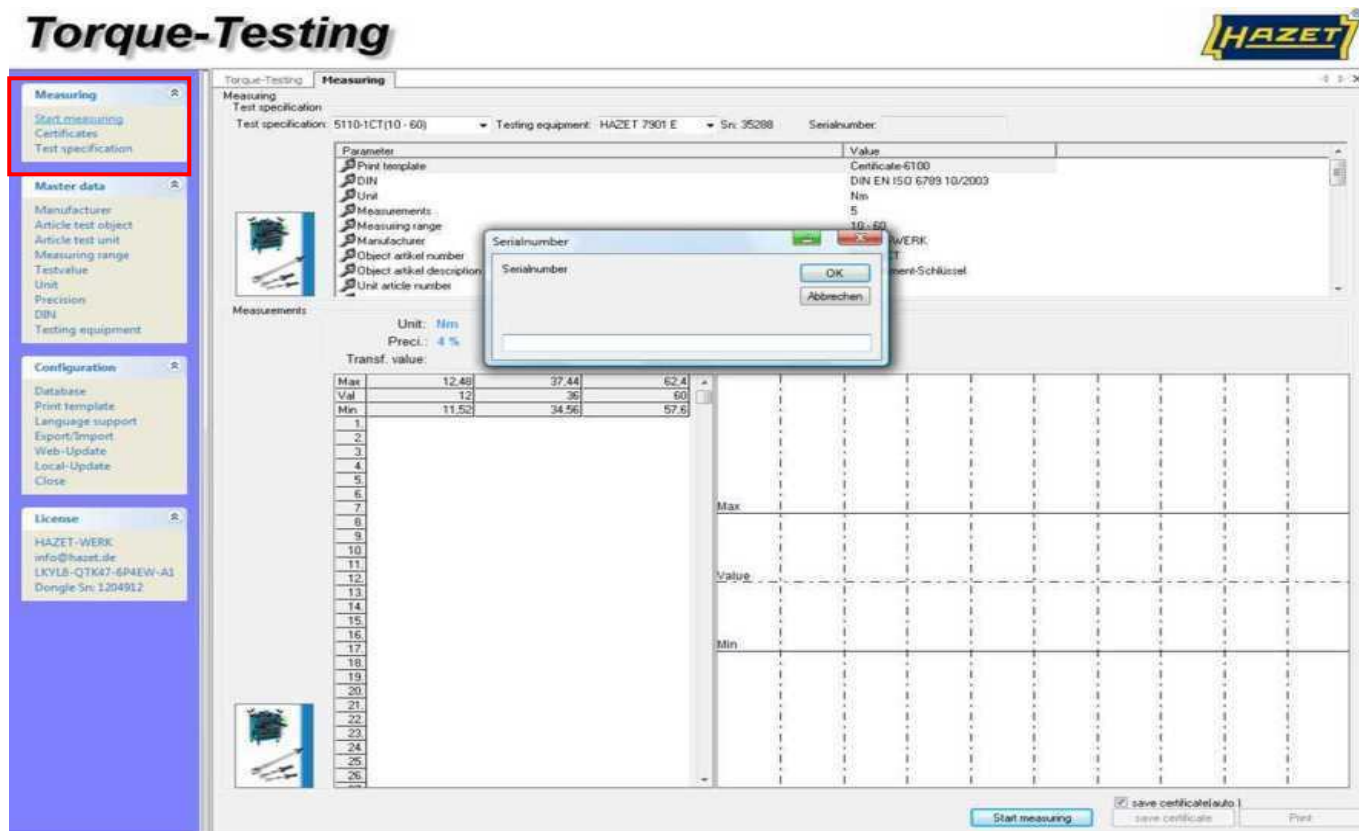 Torque-Testing
HAZET
Measuring
Start measuring
Certificates
Test specification
Master data
Manufacturer
Article test object
Article test unit
Measuring range
Testvalue
Unit
Precision
DIN
Testing equipment
Configuration
Database
Print template
Language support
Export/Import
Web-Update
Local-Update
Close
License
HAZET-WERK
info@hazet.de
LKYLB-QTK47-6P4EW-A1
Dongle Sn: 1204912
Torque-Testing Measuring
Measuring
Test specification
Test specification: 5110-1CT(10 - 60) Testing equipment: HAZET 7901 E Sn: 35288 Serialnumber:
Parameter Value
Print template Certificate-6100
DIN DIN EN ISO 6789 10/2003
Unit Nm
Measurements 5
Measuring range 10 - 60
Manufacturer WERK
Object artikel number CT
Object artikel description ment-Schlüssel
Unit article number
Serialnumber
Serialnumber
OK
Abbrechen
Measurements
Unit: Nm
Preci.: 4 %
Transf. value:
Max 12,48 37,44 62,4
Val 12 36 60
Min 11,52 34,56 57,6
1.
2.
3.
4.
5.
6.
7.
8.
9.
10.
11.
12.
13.
14.
15.
16.
17.
18.
19.
20.
21.
22.
23.
24.
25.
26.
Max
Value
Min
save certificate(auto.)
Start measuring save certificate Print